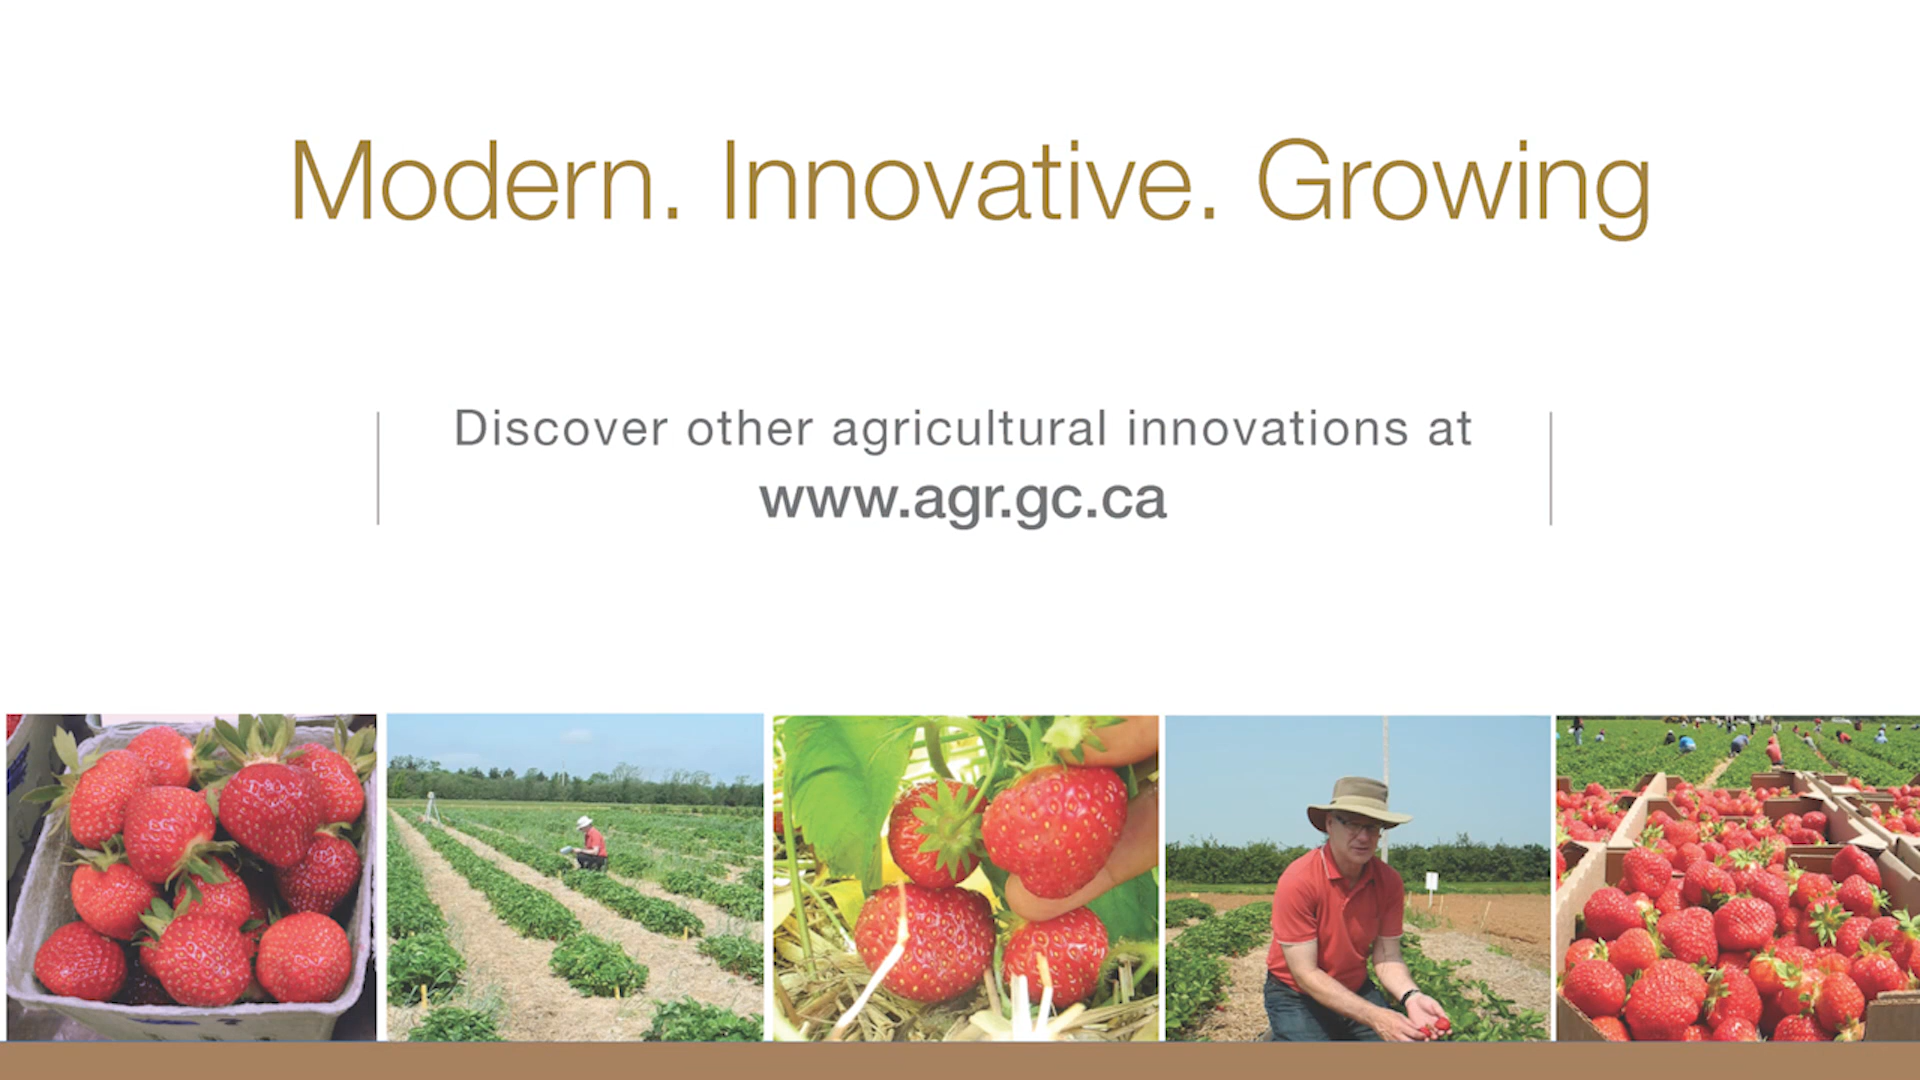 Modern. Innovative. Growing
Discover other agricultural innovations at
www.agr.gc.ca